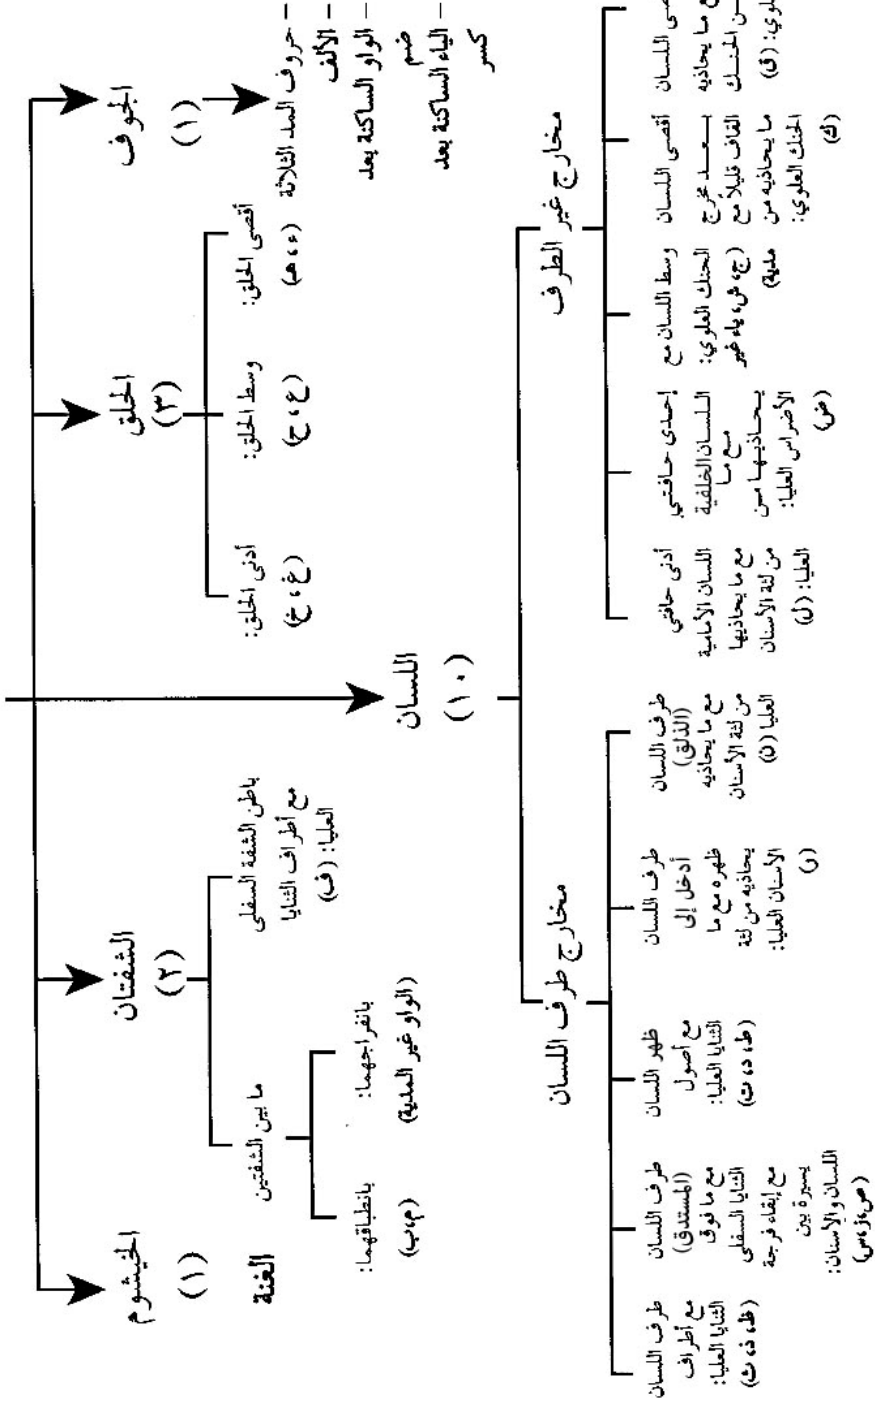 الجوف
(١)
- حروف المد الثلاثة
- الألف
- الواو الساكنة بعد
ضم
- الياء الساكنة بعد
كسر
الحلق
(٣)
أقصى الحلق:
(ء، هـ)
وسط الحلق:
(ع، ح)
أدنى الحلق:
(غ، خ)
اللسان
(١٠)
الشفتان
(٢)
باطن الشفة السفلى
مع أطراف الثنايا
العليا: (ف)
ما بين الشفتين
بانفراجهما:
(الواو غير المدية)
بانطباقهما:
(م، ب)
الخيشوم
(١)
الغنة
مخارج غير الطرف
اللسان
مع ما يحاذيه
الحنك
(ق)
أقصى اللسان
بعد مخرج
القاف قليلاً مع
ما يحاذيه من
الحنك العلوي:
(ك)
وسط اللسان مع
الحنك العلوي:
(ج، ش، ياء غير
مدية)
إحدى حافتي
اللسان الخلفية
مع ما
يحاذيها من
الأضراس العليا:
(ض)
أدنى حافتي
اللسان الأمامية
مع ما يحاذيها
من لثة الأسنان
العليا: (ل)
مخارج طرف اللسان
طرف اللسان
(الذلق)
مع ما يحاذيه
من لثة الأسنان
العليا (ن)
طرف اللسان
أدخل إلى
ظهره مع ما
يحاذيه من لثة
الأسنان العليا:
(ر)
ظهر اللسان
مع أصول
الثنايا العليا:
(ط، د، ت)
طرف اللسان
(المستدق)
مع ما فوق
الثنايا السفلى
مع إبقاء فرجة
يسيرة بين
اللسان والأسنان:
(ص، ز، س)
طرف اللسان
مع أطراف
الثنايا العليا:
(ظ، ذ، ث)